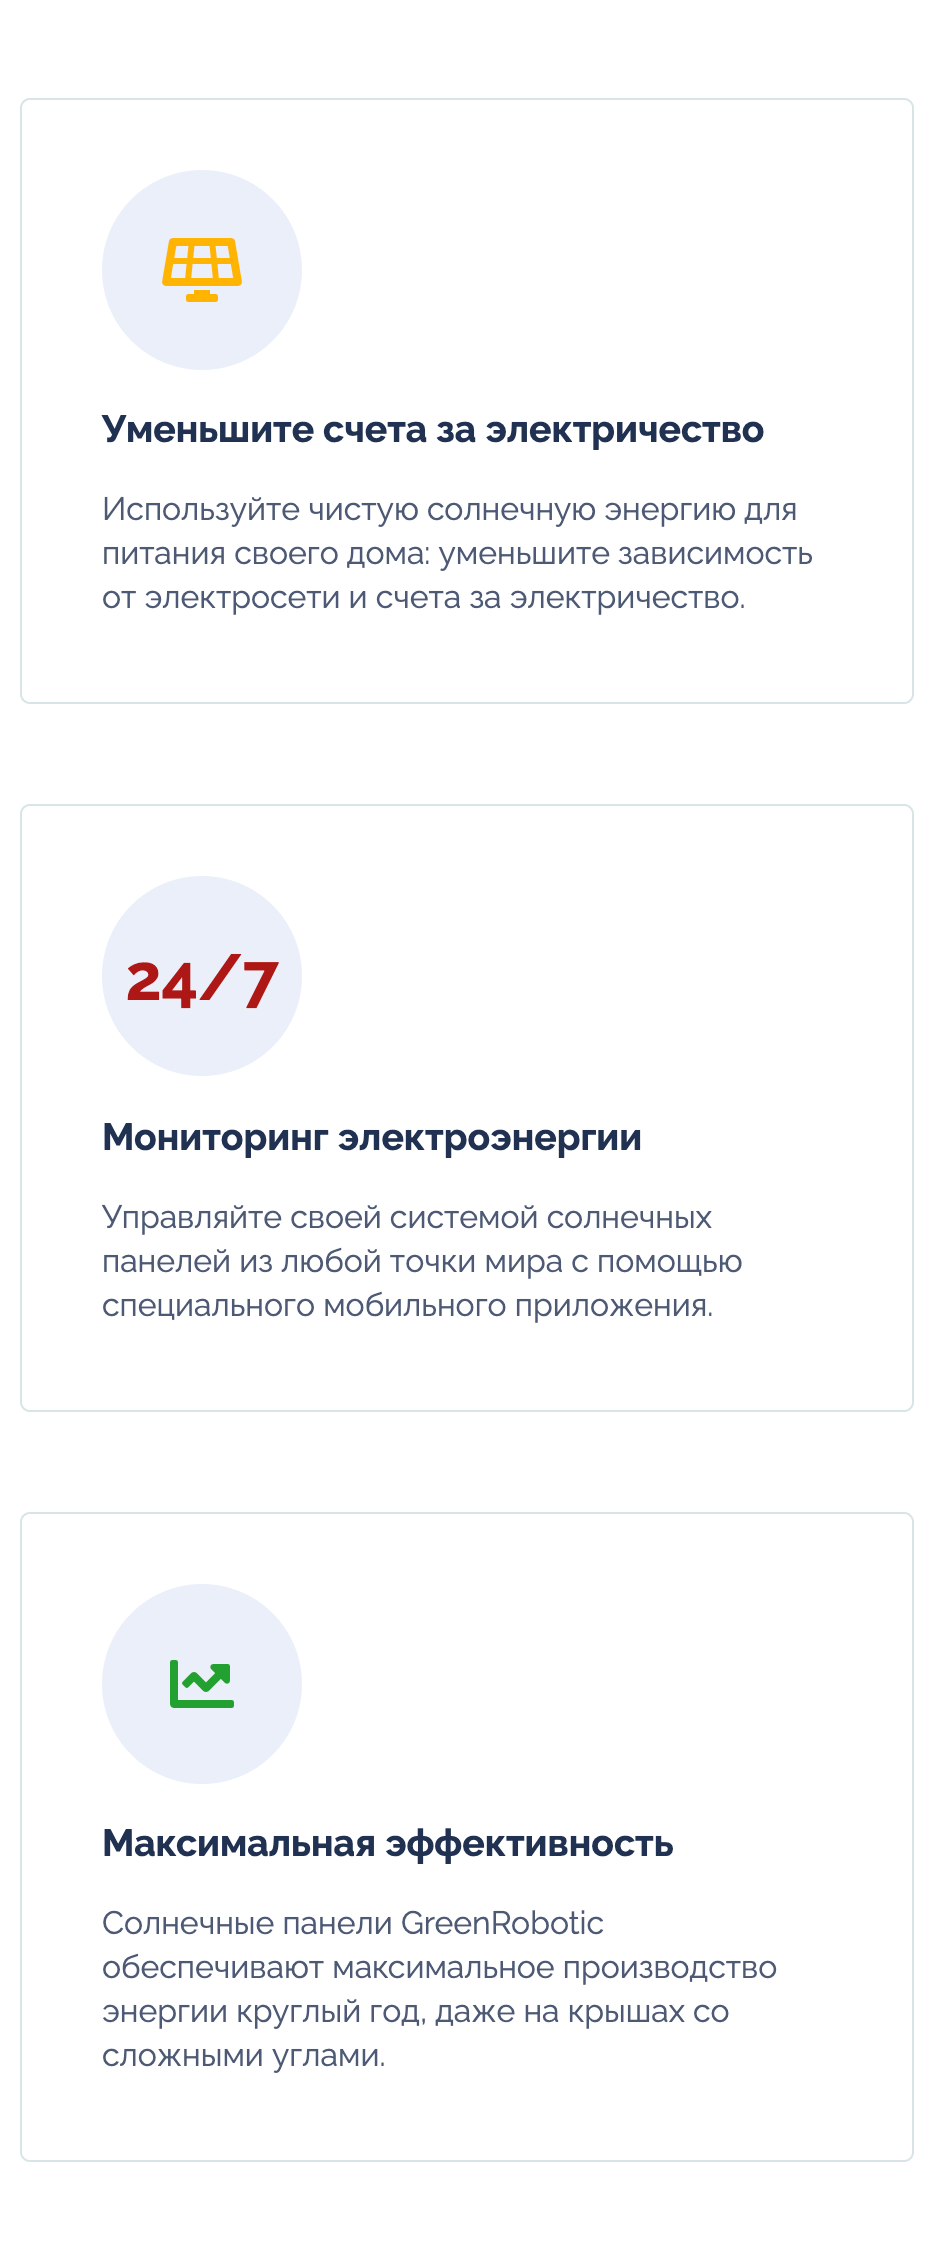 Уменьшите счета за электричество
Используйте чистую солнечную энергию для
питания своего дома: уменьшите зависимость
от электросети и счета за электричество.
24/7
Мониторинг электроэнергии
Управляйте своей системой солнечных
панелей из любой точки мира с помощью
специального мобильного приложения.
Максимальная эффективность
Солнечные панели GreenRobotic
обеспечивают максимальное производство
энергии круглый год, даже на крышах со
сложными углами.